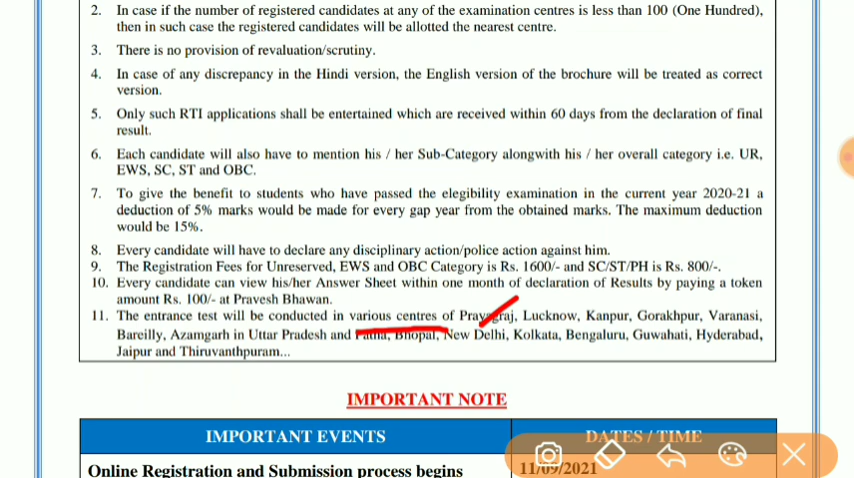 2. In case if the number of registered candidates at any of the examination centres is less than 100 (One Hundred),
then in such case the registered candidates will be allotted the nearest centre.
3. There is no provision of revaluation/scrutiny.
4. In case of any discrepancy in the Hindi version, the English version of the brochure will be treated as correct
version.
5. Only such RTI applications shall be entertained which are received within 60 days from the declaration of final
result.
6. Each candidate will also have to mention his / her Sub-Category alongwith his / her overall category i.e. UR,
EWS, SC, ST and OBC.
7. To give the benefit to students who have passed the elegibility examination in the current year 2020-21 a
deduction of 5% marks would be made for every gap year from the obtained marks. The maximum deduction
would be 15%.
8. Every candidate will have to declare any disciplinary action/police action against him.
9. The Registration Fees for Unreserved, EWS and OBC Category is Rs. 1600/- and SC/ST/PH is Rs. 800/-.
10. Every candidate can view his/her Answer Sheet within one month of declaration of Results by paying a token
amount Rs. 100/- at Pravesh Bhawan.
11. The entrance test will be conducted in various centres of Prayagraj, Lucknow, Kanpur, Gorakhpur, Varanasi,
Bareilly, Azamgarh in Uttar Pradesh and Patna, Bhopal, New Delhi, Kolkata, Bengaluru, Guwahati, Hyderabad,
Jaipur and Thiruvanthpuram...
IMPORTANT NOTE
IMPORTANT EVENTS DATES / TIME
Online Registration and Submission process begins 11/09/2021